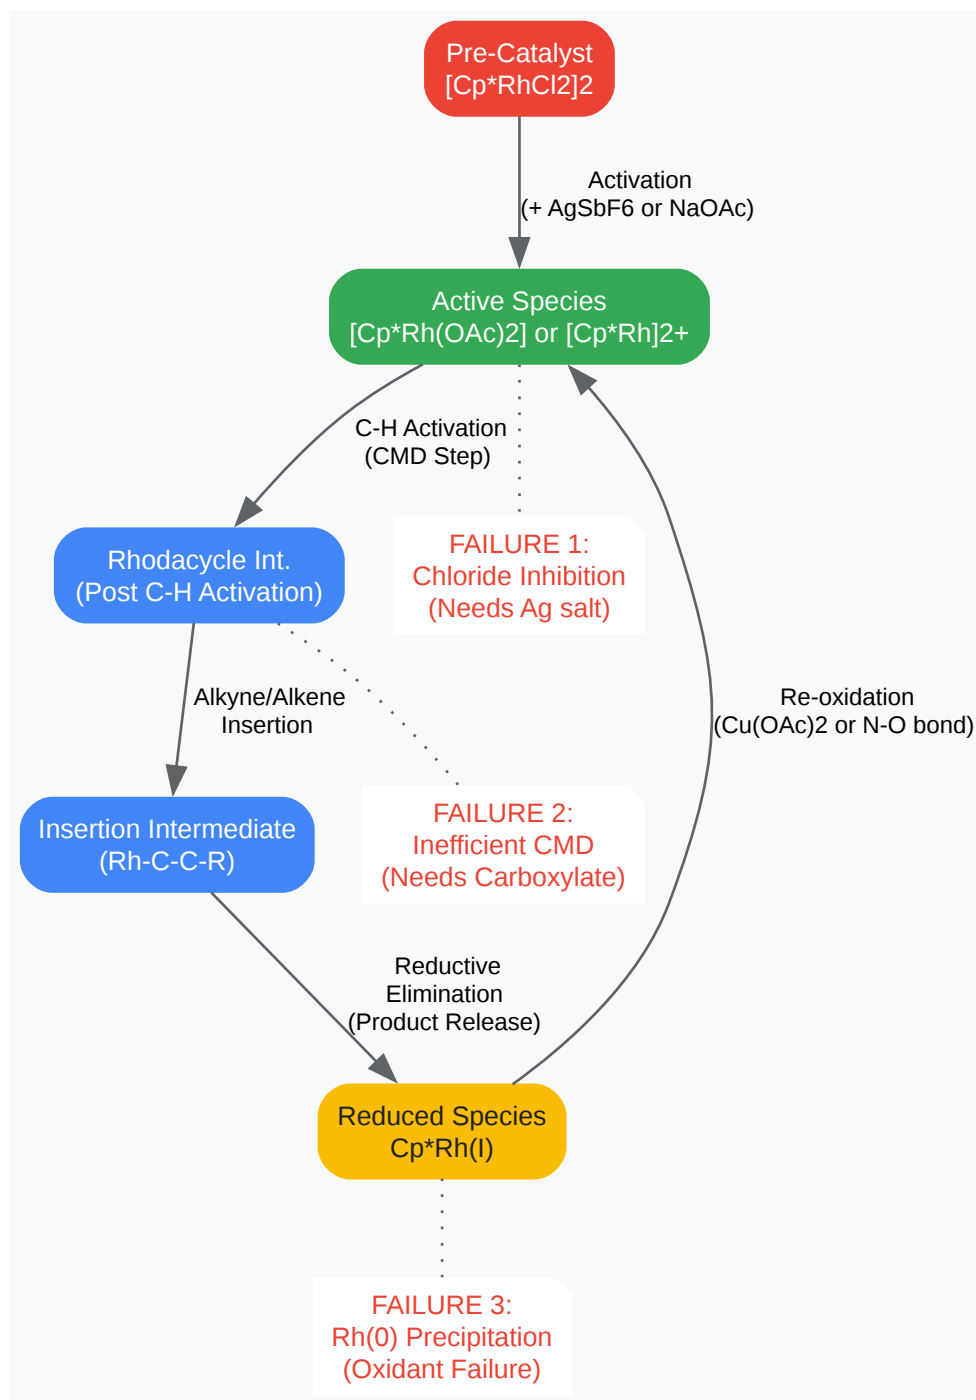 Pre-Catalyst
[Cp*RhCl2]2
Activation
(+ AgSbF6 or NaOAc)
Active Species
[Cp*Rh(OAc)2] or [Cp*Rh]2+
C-H Activation
(CMD Step)
FAILURE 1:
Chloride Inhibition
(Needs Ag salt)
Rhodacycle Int.
(Post C-H Activation)
Alkyne/Alkene
Insertion
Re-oxidation
(Cu(OAc)2 or N-O bond)
FAILURE 2:
Inefficient CMD
(Needs Carboxylate)
Insertion Intermediate
(Rh-C-C-R)
Reductive
Elimination
(Product Release)
Reduced Species
Cp*Rh(I)
FAILURE 3:
Rh(0) Precipitation
(Oxidant Failure)